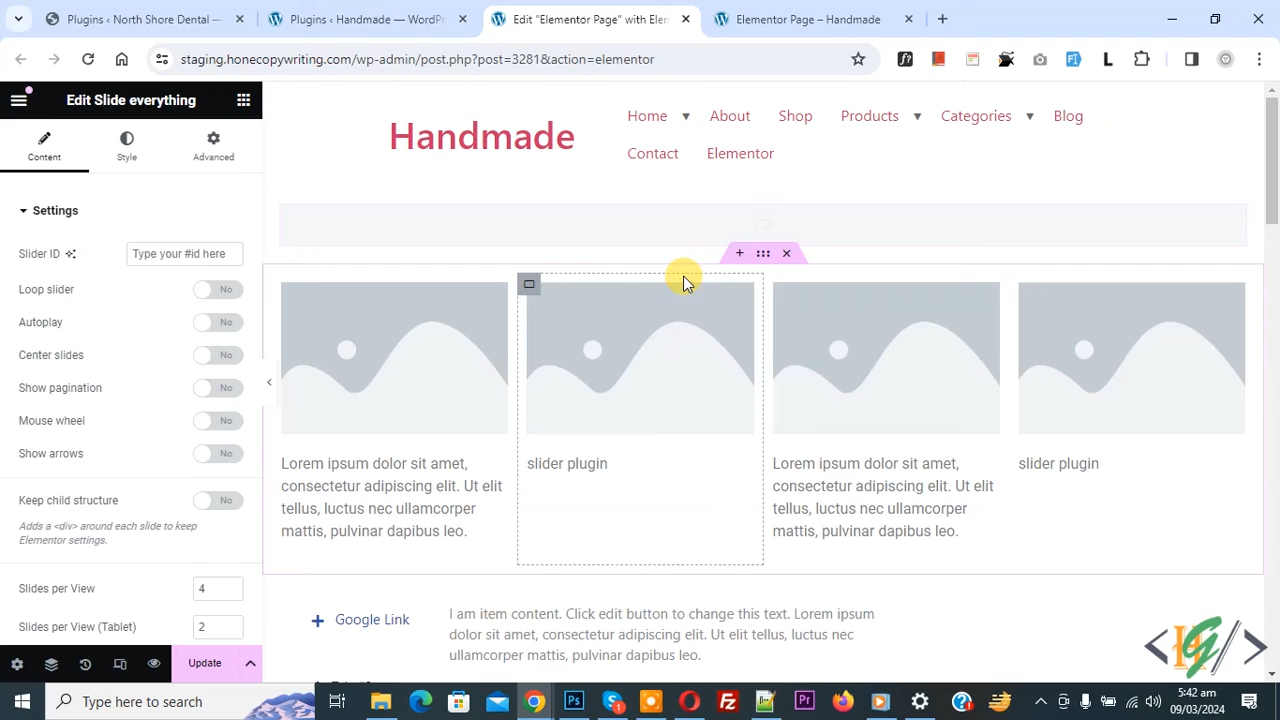 Plugins ‹ North Shore Dental —
Plugins ‹ Handmade — WordPr
Edit "Elementor Page" with Elem
Elementor Page – Handmade
staging.halecopywriting.com/wp-admin/post.php?post=3281&action=elementor
Edit Slide everything
Content
Style
Advanced
Settings
Slider ID
Type your #id here
Loop slider
No
Autoplay
No
Center slides
No
Show pagination
No
Mouse wheel
No
Show arrows
No
Keep child structure
No
Adds a <div> around each slide to keep
Elementor settings.
Slides per View
4
Slides per View (Tablet)
2
Update
Handmade
Home
About
Shop
Products
Categories
Blog
Contact
Elementor
Lorem ipsum dolor sit amet,
consectetur adipiscing elit. Ut elit
tellus, luctus nec ullamcorper
mattis, pulvinar dapibus leo.
slider plugin
Lorem ipsum dolor sit amet,
consectetur adipiscing elit. Ut elit
tellus, luctus nec ullamcorper
mattis, pulvinar dapibus leo.
slider plugin
Google Link
I am item content. Click edit button to change this text. Lorem ipsum
dolor sit amet, consectetur adipiscing elit. Ut elit tellus, luctus nec
ullamcorper mattis, pulvinar dapibus leo.
Type here to search
5:42 am
09/03/2024